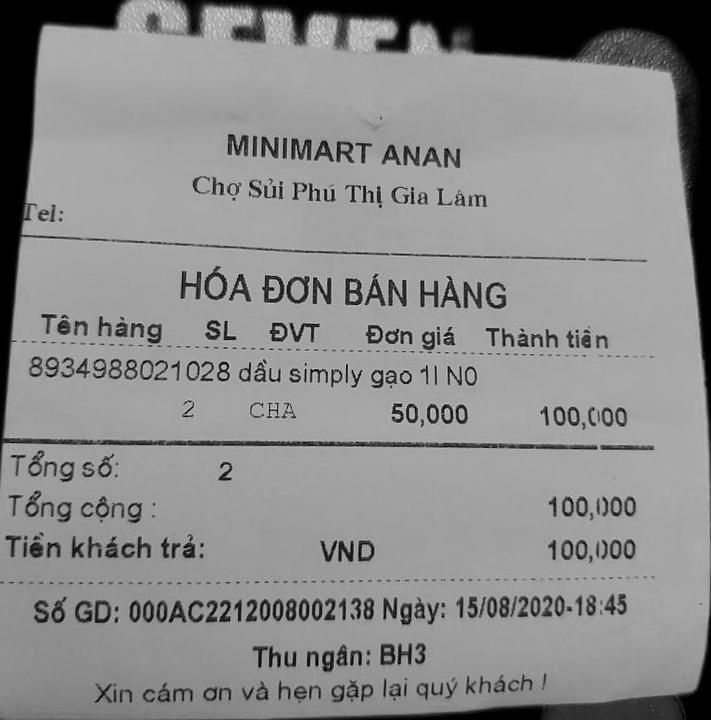 SEVEN
MINIMART ANAN
Chợ Sủi Phú Thị Gia Lâm
Tel:
HÓA ĐƠN BÁN HÀNG
Tên hàng SL ĐVT Đơn giá Thành tiền
8934988021028 dầu simply gạo 1l N0
2 CHA 50,000 100,000
Tổng số: 2
Tổng cộng : 100,000
Tiền khách trả: VND 100,000
Số GD: 000AC2212008002138 Ngày: 15/08/2020-18:45
Thu ngân: BH3
Xin cám ơn và hẹn gặp lại quý khách !